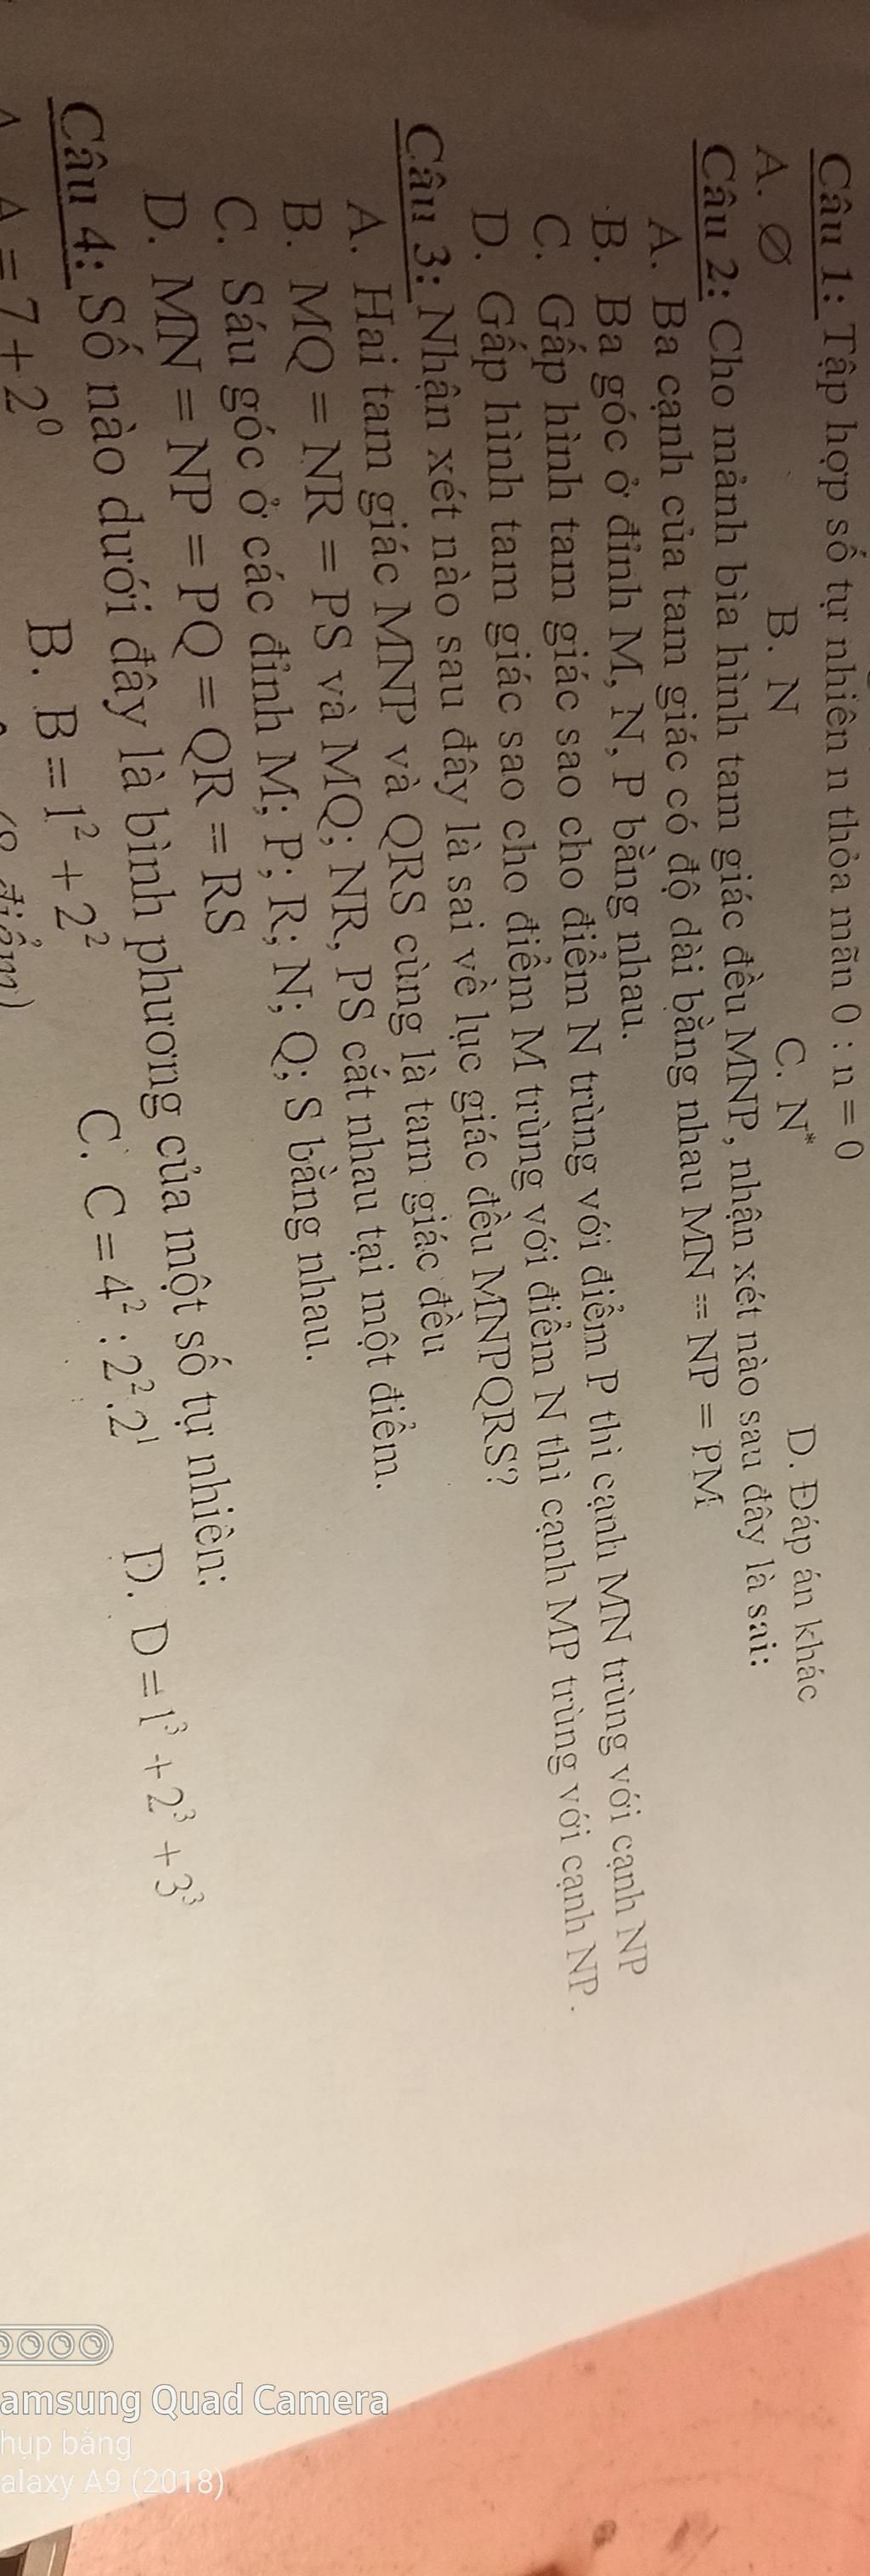 Câu 1: Tập hợp số tự nhiên n thỏa mãn 0 : n = 0
A. ∅ B. N C. N* D. Đáp án khác
Câu 2: Cho mảnh bìa hình tam giác đều MNP, nhận xét nào sau đây là sai:
A. Ba cạnh của tam giác có độ dài bằng nhau MN = NP = PM
B. Ba góc ở đỉnh M, N, P bằng nhau.
C. Gấp hình tam giác sao cho điểm N trùng với điểm P thì cạnh MN trùng với cạnh NP
D. Gấp hình tam giác sao cho điểm M trùng với điểm N thì cạnh MP trùng với cạnh NP.
Câu 3: Nhận xét nào sau đây là sai về lục giác đều MNPQRS?
A. Hai tam giác MNP và QRS cùng là tam giác đều
B. MQ = NR = PS và MQ; NR, PS cắt nhau tại một điểm.
C. Sáu góc ở các đỉnh M; P; R; N; Q; S bằng nhau.
D. MN = NP = PQ = QR = RS
Câu 4: Số nào dưới đây là bình phương của một số tự nhiên:
A = 7 + 2⁰ B. B = 1² + 2² C. C = 4² : 2².2¹ D. D = 1³ + 2³ + 3³
điểm)
amsung Quad Camera
hụp bằng
alaxy A9 (2018)